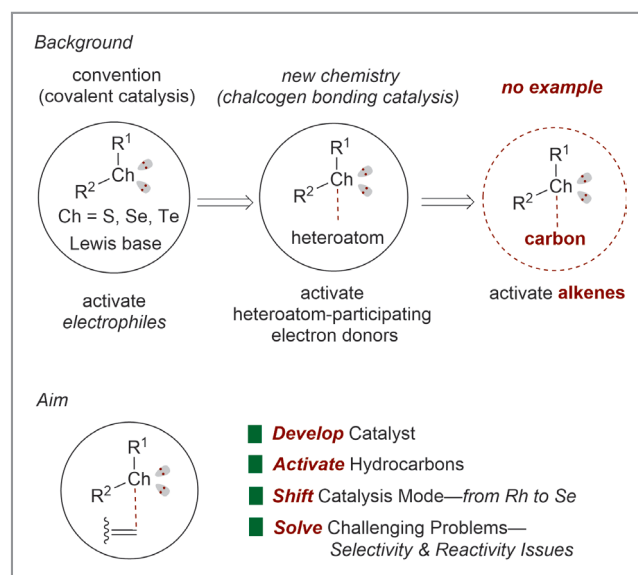 Background
convention
(covalent catalysis)
R¹
R² Ch
Ch = S, Se, Te
Lewis base
activate
electrophiles
new chemistry
(chalcogen bonding catalysis)
R¹
R² Ch
heteroatom
activate
heteroatom-participating
electron donors
no example
R¹
R² Ch
carbon
activate alkenes
Aim
R¹
R² Ch
Develop Catalyst
Activate Hydrocarbons
Shift Catalysis Mode—from Rh to Se
Solve Challenging Problems—
Selectivity & Reactivity Issues